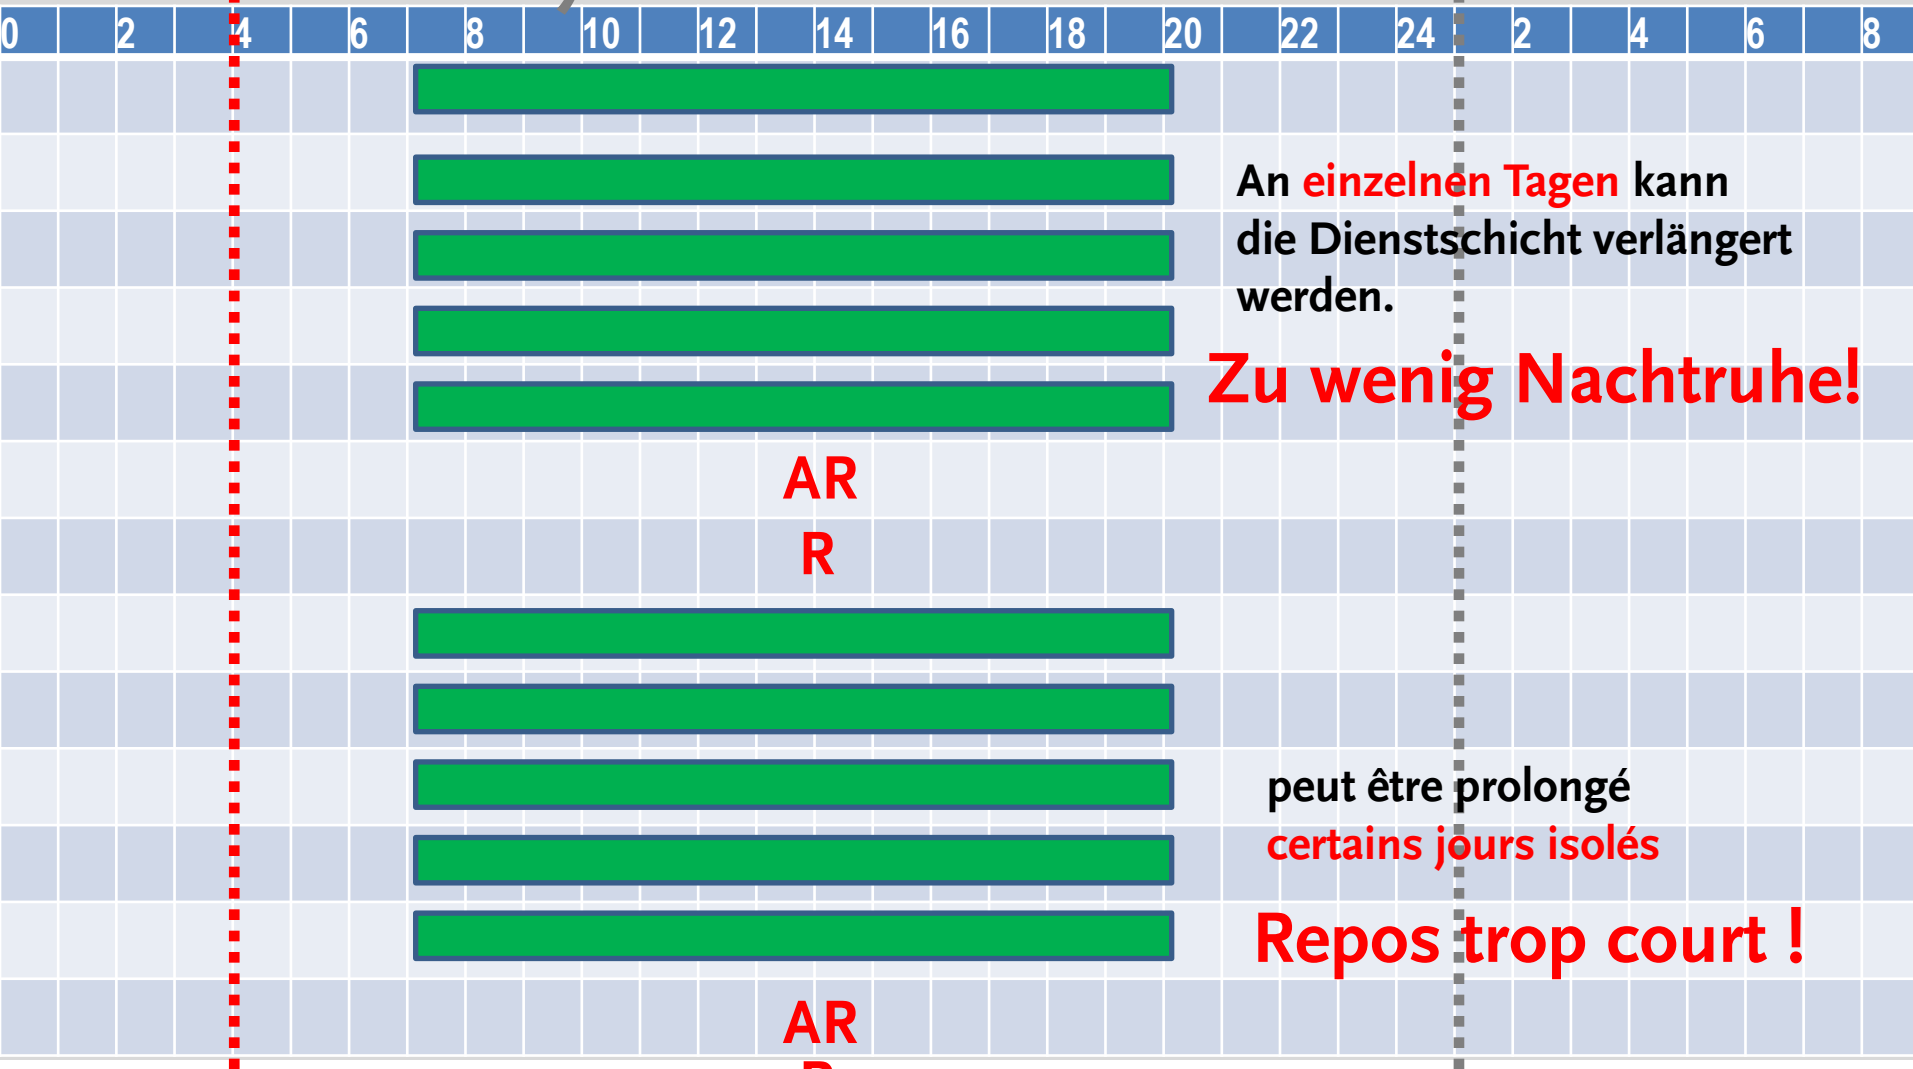 0 2 4 6 8 10 12 14 16 18 20 22 24 2 4 6 8
An einzelnen Tagen kann
die Dienstschicht verlängert
werden.
Zu wenig Nachtruhe!
AR
R
peut être prolongé
certains jours isolés
Repos trop court !
AR